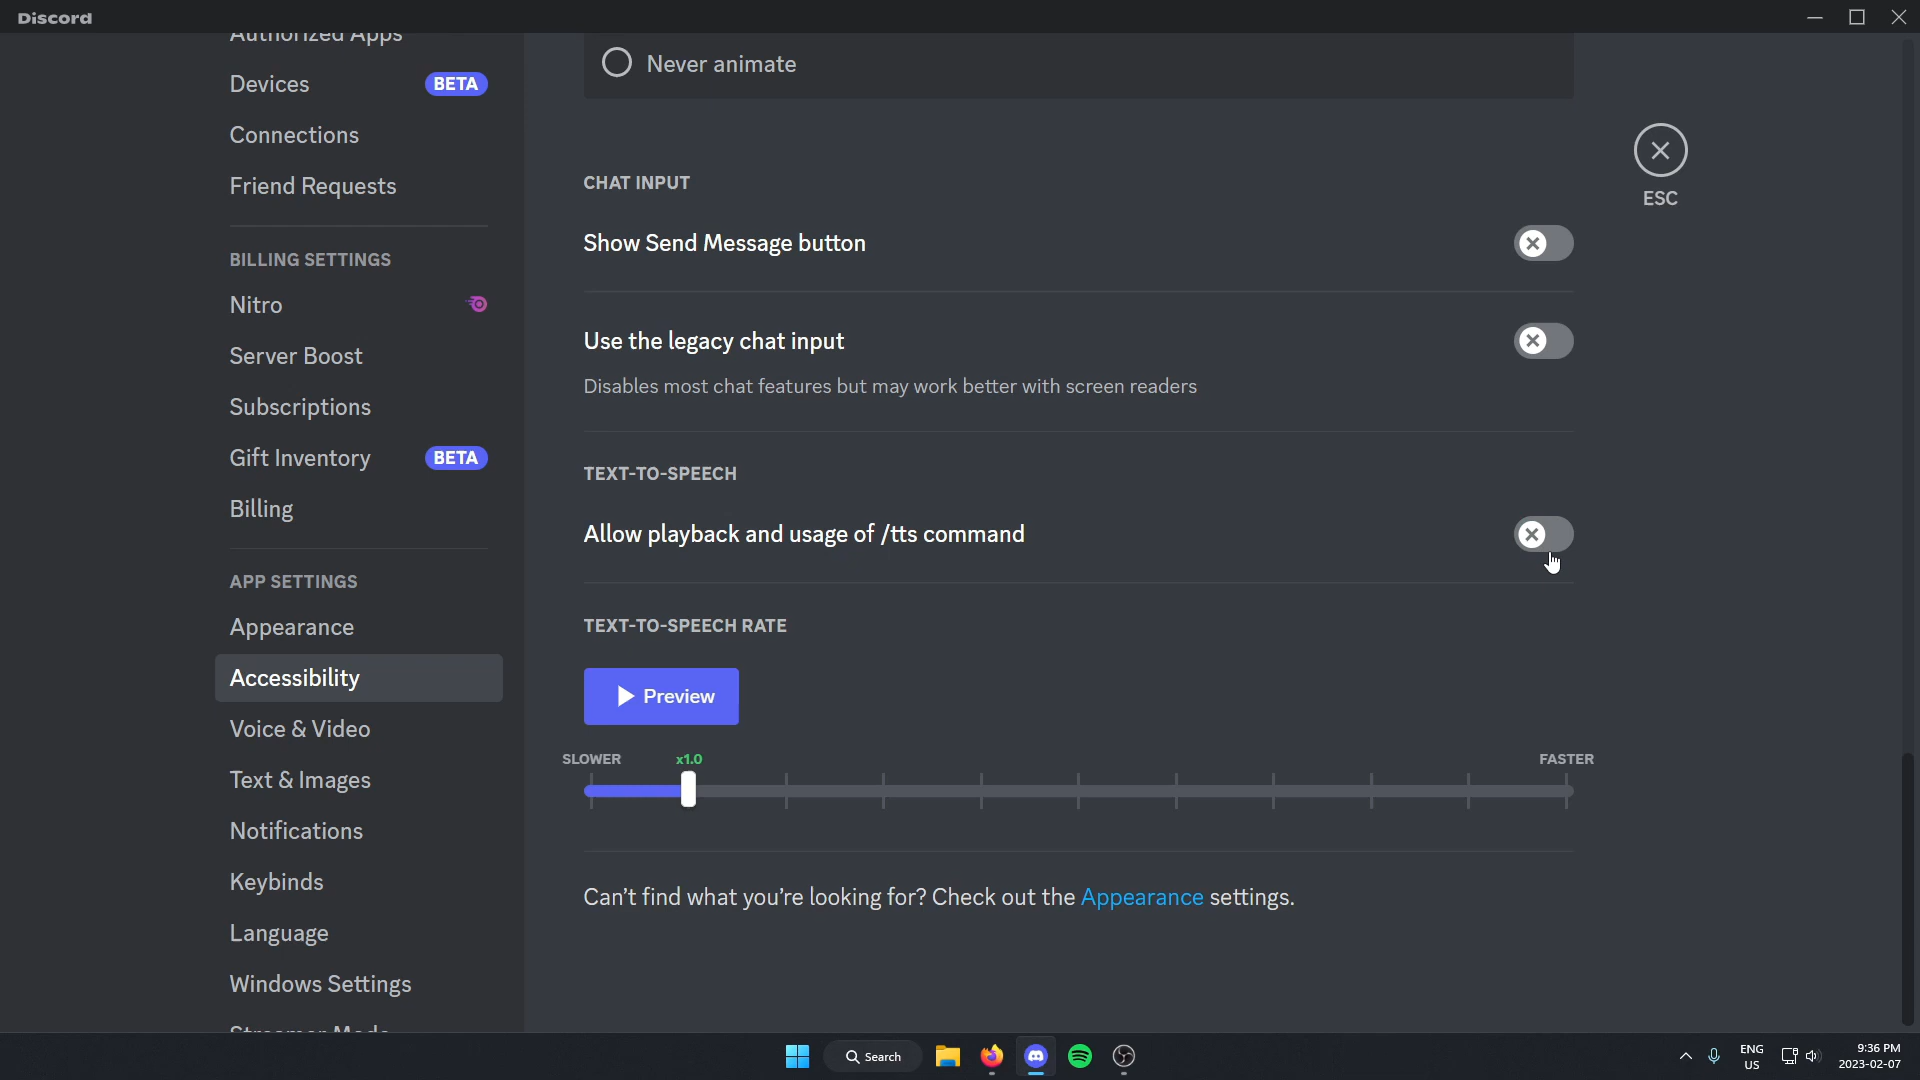 Discord
Authorized Apps
Devices BETA
Connections
Friend Requests
BILLING SETTINGS
Nitro
Server Boost
Subscriptions
Gift Inventory BETA
Billing
APP SETTINGS
Appearance
Accessibility
Voice & Video
Text & Images
Notifications
Keybinds
Language
Windows Settings
Streamer Mode
Never animate
CHAT INPUT
Show Send Message button
Use the legacy chat input
Disables most chat features but may work better with screen readers
TEXT-TO-SPEECH
Allow playback and usage of /tts command
TEXT-TO-SPEECH RATE
Preview
SLOWER x1.0 FASTER
Can't find what you're looking for? Check out the Appearance settings.
ESC
Search
ENG
US
9:36 PM
2023-02-07